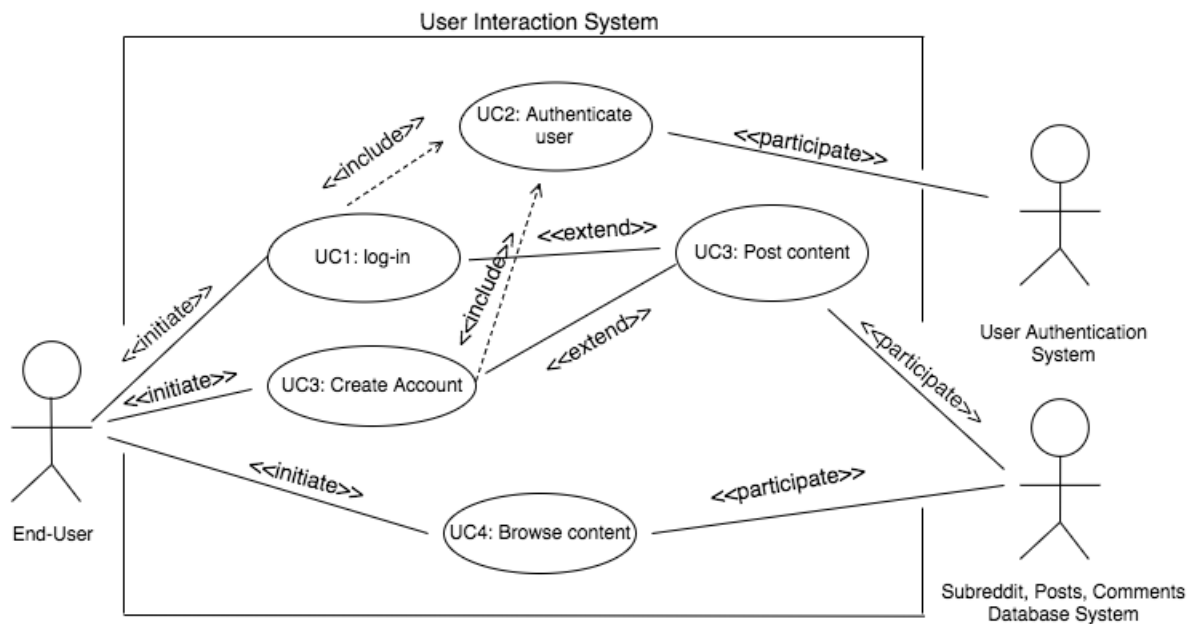 User Interaction System
UC2: Authenticate
user
<<include>>
<<participate>>
UC1: log-in
<<extend>>
UC3: Post content
<<include>>
<<initiate>>
<<extend>>
User Authentication
System
<<initiate>>
UC3: Create Account
<<participate>>
<<initiate>>
<<participate>>
End-User
UC4: Browse content
Subreddit, Posts, Comments
Database System